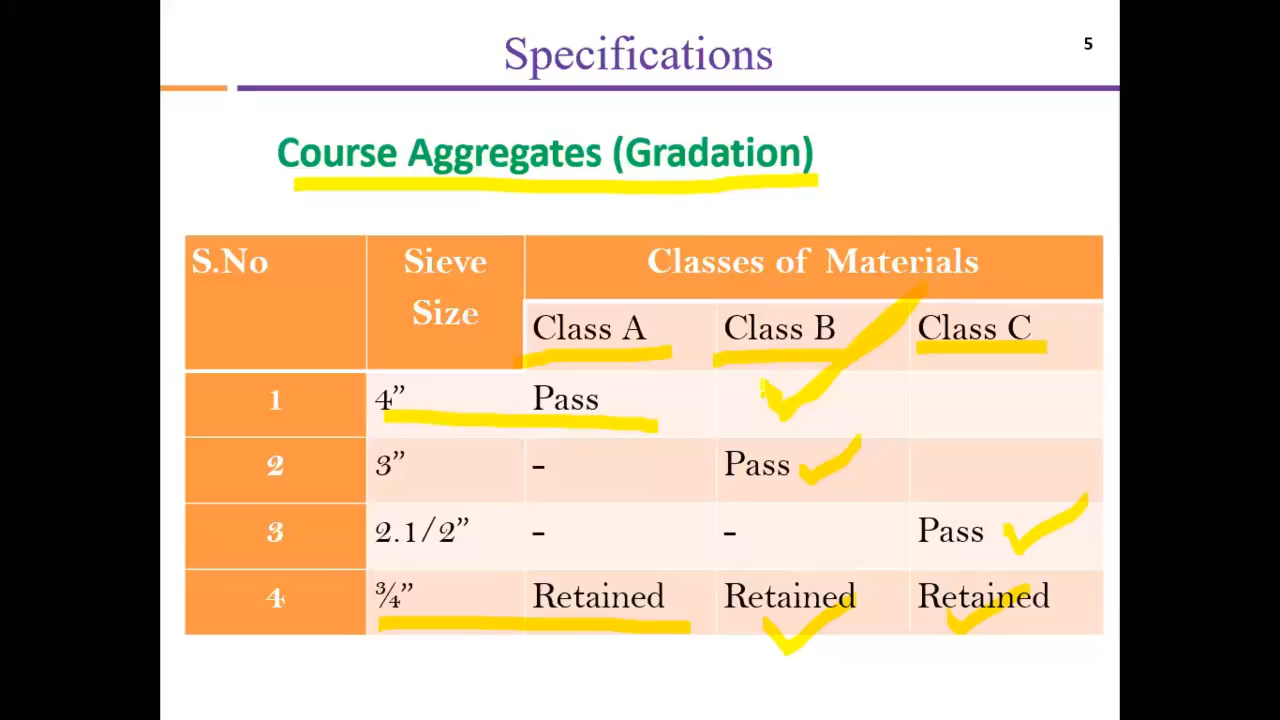 Specifications
5
Course Aggregates (Gradation)
S.No Sieve Size Classes of Materials
Class A Class B Class C
1 4” Pass
2 3” - Pass
3 2.1/2” - - Pass
4 ¾” Retained Retained Retained